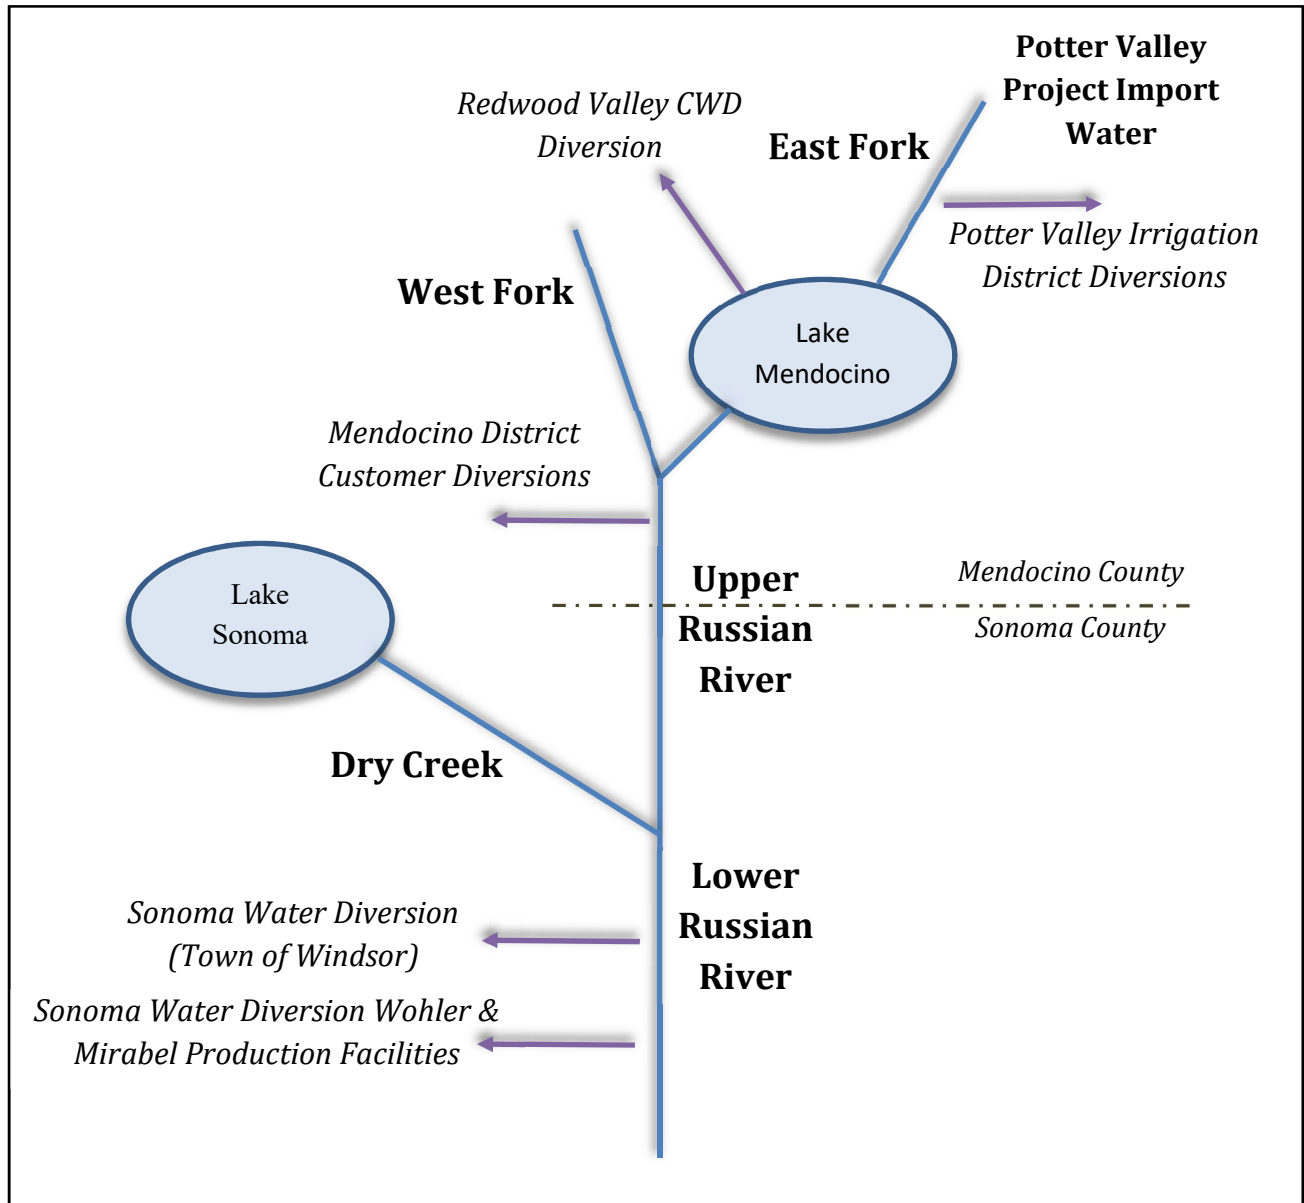 Potter Valley
Project Import
Water
Redwood Valley CWD
Diversion
East Fork
Potter Valley Irrigation
District Diversions
West Fork
Lake
Mendocino
Mendocino District
Customer Diversions
Lake
Sonoma
Upper
Russian
River
Mendocino County
Sonoma County
Dry Creek
Lower
Russian
River
Sonoma Water Diversion
(Town of Windsor)
Sonoma Water Diversion Wohler &
Mirabel Production Facilities